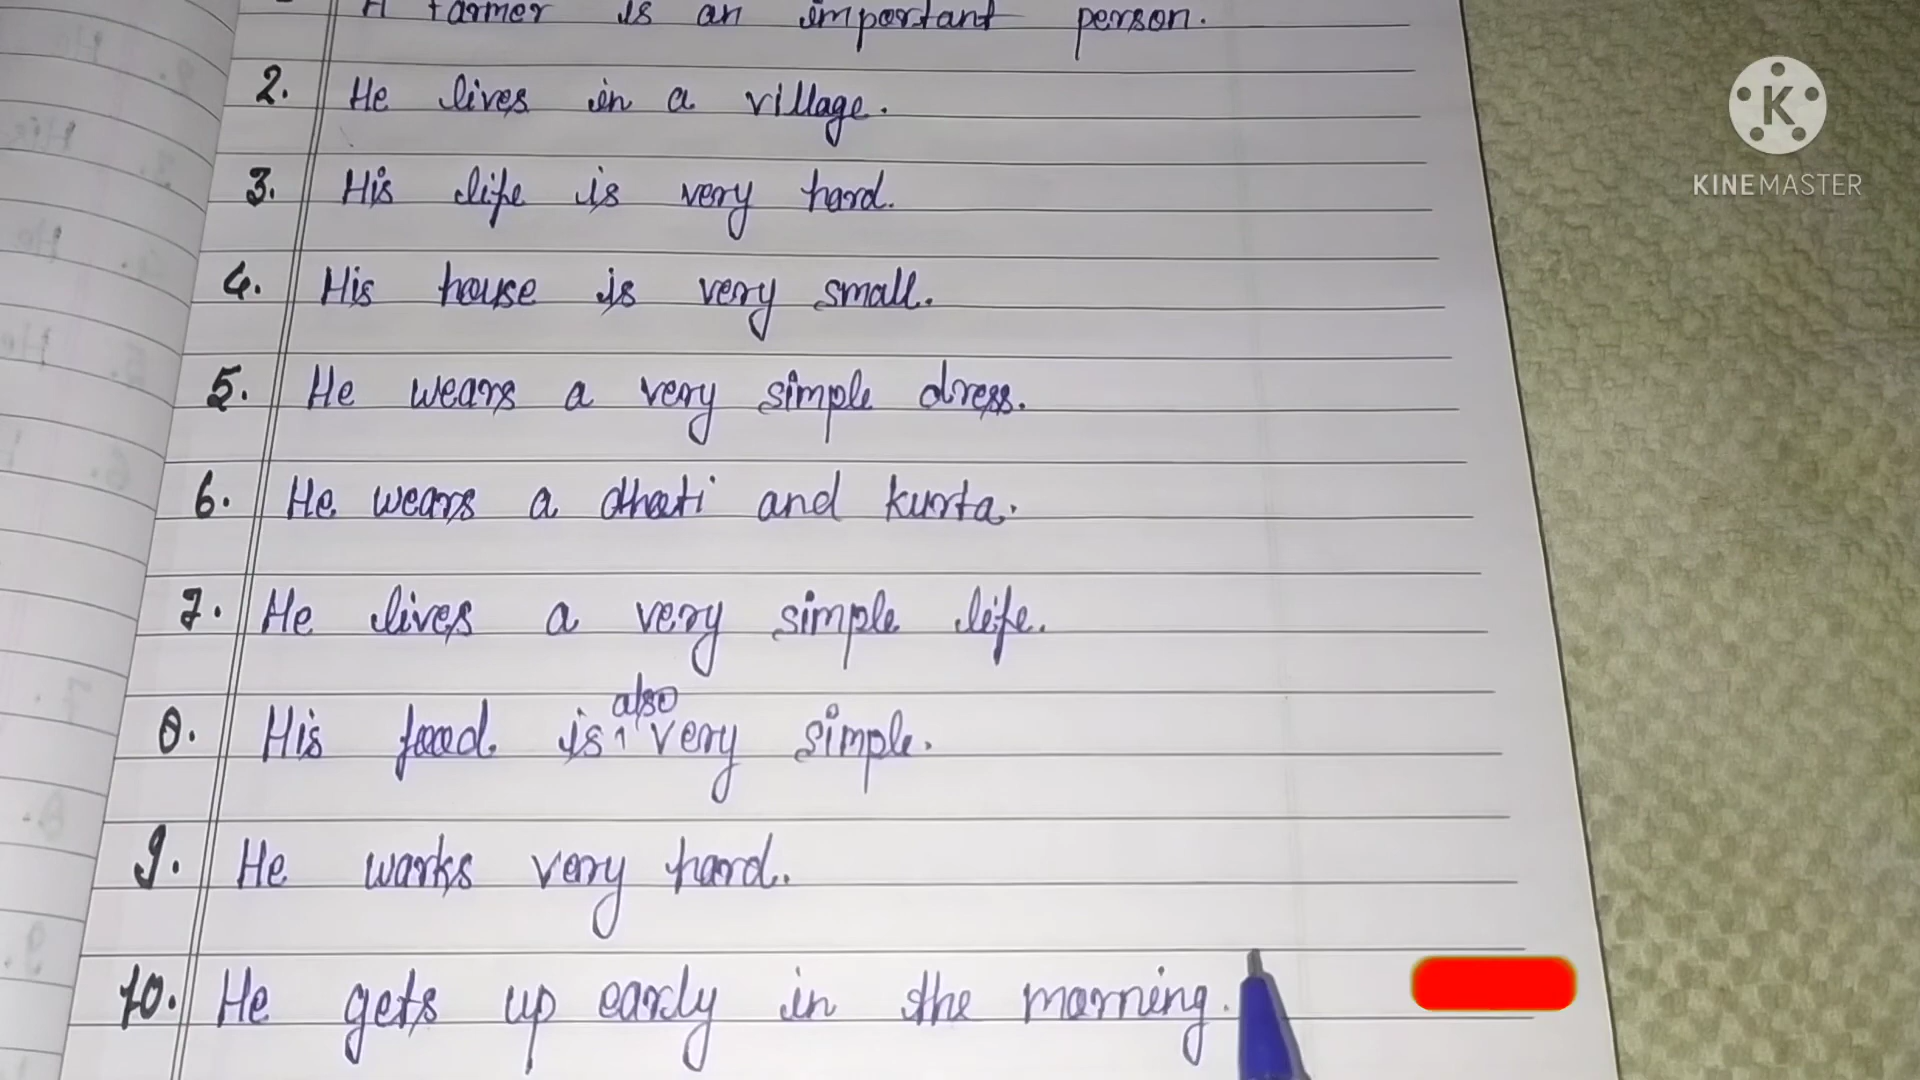 A farmer is an important person.
2. He lives in a village.
3. His life is very hard.
4. His house is very small.
5. He wears a very simple dress.
6. He wears a dhoti and kurta.
7. He lives a very simple life.
8. His food is also very simple.
9. He works very hard.
10. He gets up early in the morning.
K
KINEMASTER